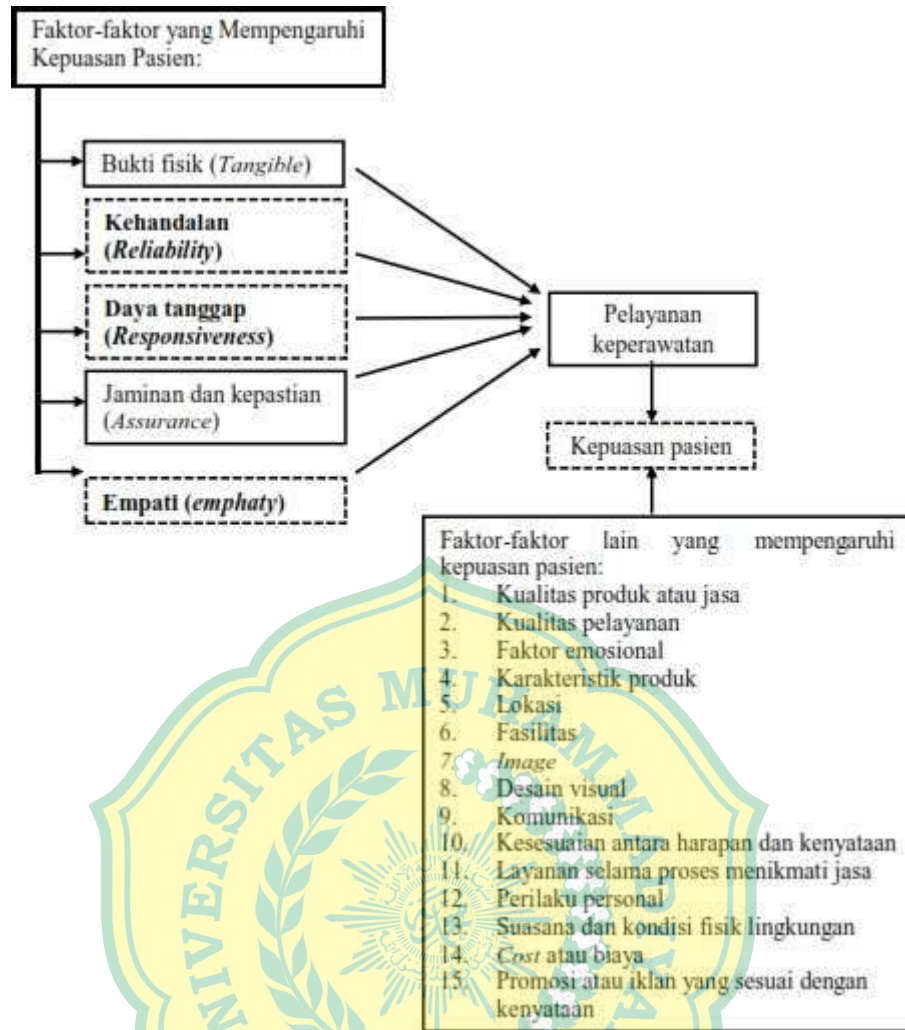 Faktor-faktor yang Mempengaruhi
Kepuasan Pasien:
Bukti fisik (Tangible)
Kehandalan
(Reliability)
Daya tanggap
(Responsiveness)
Jaminan dan kepastian
(Assurance)
Empati (emphaty)
Pelayanan
keperawatan
Kepuasan pasien
Faktor-faktor lain yang mempengaruhi
kepuasan pasien:
1. Kualitas produk atau jasa
2. Kualitas pelayanan
3. Faktor emosional
4. Karakteristik produk
5. Lokasi
6. Fasilitas
7. Image
8. Desain visual
9. Komunikasi
10. Kesesuaian antara harapan dan kenyataan
11. Layanan selama proses menikmati jasa
12. Perilaku personal
13. Suasana dan kondisi fisik lingkungan
14. Cost atau biaya
15. Promosi atau iklan yang sesuai dengan
kenyataan
UNIVERSITAS MUHAMMADIYA